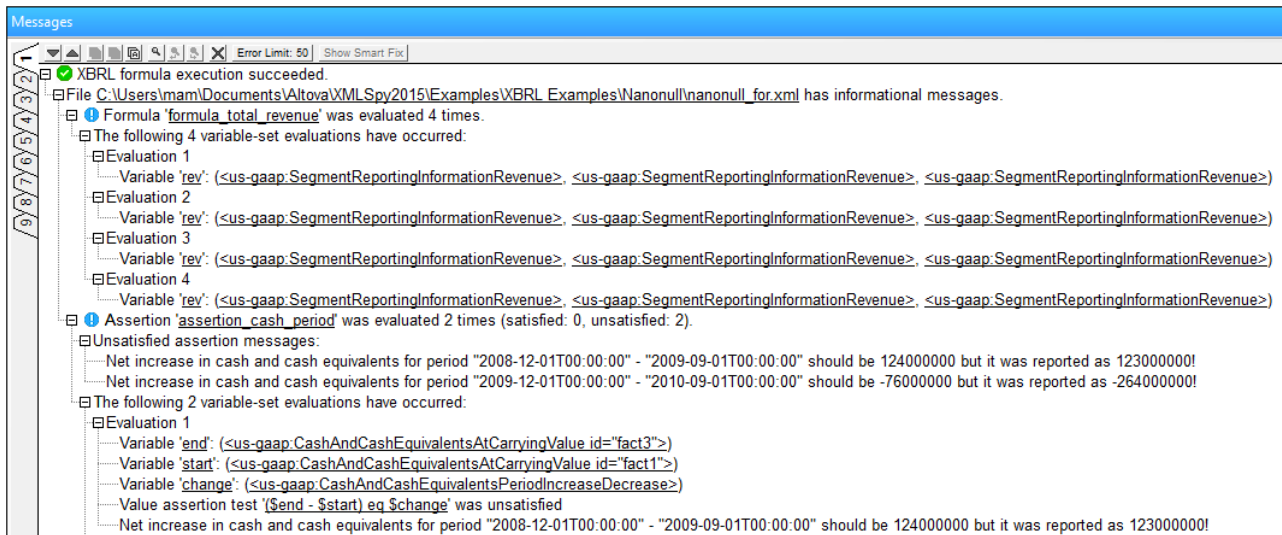 Messages
Error Limit: 50 Show Smart Fix
XBRL formula execution succeeded.
File C:\Users\mam\Documents\Altova\XMLSpy2015\Examples\XBRL Examples\Nanonull\nanonull_for.xml has informational messages.
Formula 'formula_total_revenue' was evaluated 4 times.
The following 4 variable-set evaluations have occurred:
Evaluation 1
Variable 'rev': (<us-gaap:SegmentReportingInformationRevenue>, <us-gaap:SegmentReportingInformationRevenue>, <us-gaap:SegmentReportingInformationRevenue>)
Evaluation 2
Variable 'rev': (<us-gaap:SegmentReportingInformationRevenue>, <us-gaap:SegmentReportingInformationRevenue>, <us-gaap:SegmentReportingInformationRevenue>)
Evaluation 3
Variable 'rev': (<us-gaap:SegmentReportingInformationRevenue>, <us-gaap:SegmentReportingInformationRevenue>, <us-gaap:SegmentReportingInformationRevenue>)
Evaluation 4
Variable 'rev': (<us-gaap:SegmentReportingInformationRevenue>, <us-gaap:SegmentReportingInformationRevenue>, <us-gaap:SegmentReportingInformationRevenue>)
Assertion 'assertion_cash_period' was evaluated 2 times (satisfied: 0, unsatisfied: 2).
Unsatisfied assertion messages:
Net increase in cash and cash equivalents for period "2008-12-01T00:00:00" - "2009-09-01T00:00:00" should be 124000000 but it was reported as 123000000!
Net increase in cash and cash equivalents for period "2009-12-01T00:00:00" - "2010-09-01T00:00:00" should be -76000000 but it was reported as -264000000!
The following 2 variable-set evaluations have occurred:
Evaluation 1
Variable 'end': (<us-gaap:CashAndCashEquivalentsAtCarryingValue id="fact3">)
Variable 'start': (<us-gaap:CashAndCashEquivalentsAtCarryingValue id="fact1">)
Variable 'change': (<us-gaap:CashAndCashEquivalentsPeriodIncreaseDecrease>)
Value assertion test '($end - $start) eq $change' was unsatisfied
Net increase in cash and cash equivalents for period "2008-12-01T00:00:00" - "2009-09-01T00:00:00" should be 124000000 but it was reported as 123000000!
1
2
3
4
5
6
7
8
9